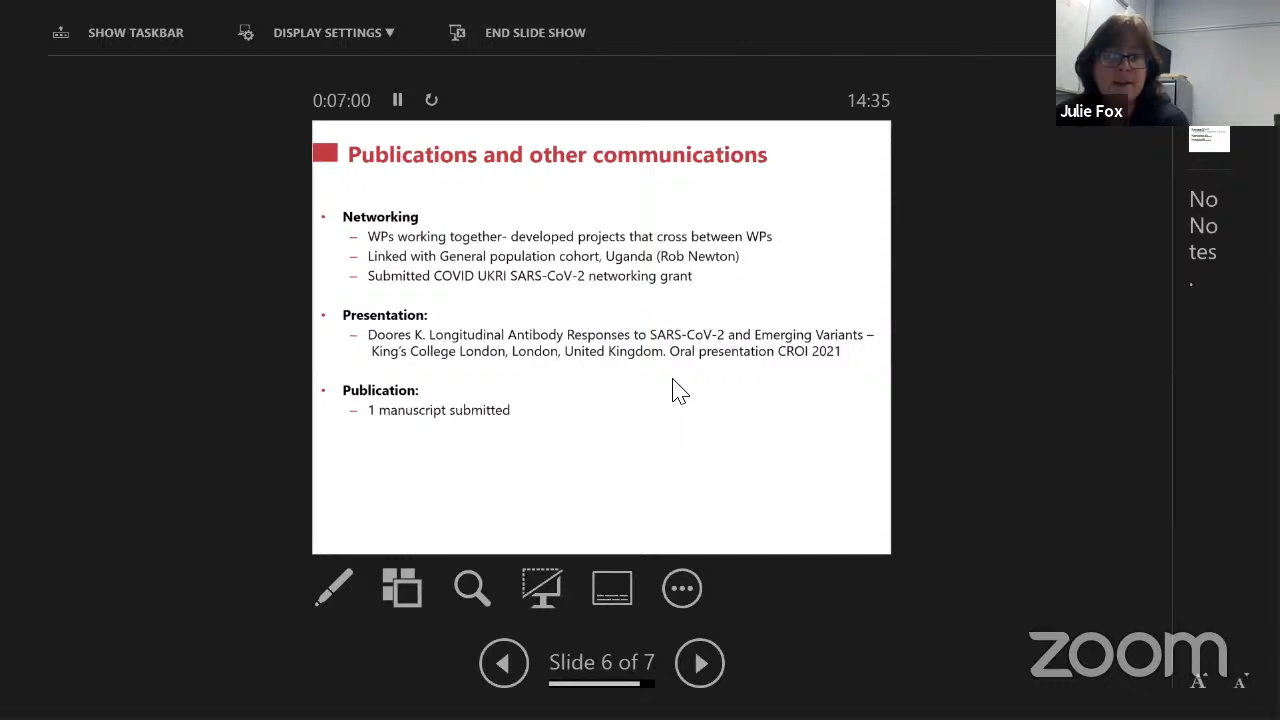 SHOW TASKBAR
DISPLAY SETTINGS ▼
END SLIDE SHOW
Julie Fox
0:07:00
14:35
Publications and other communications
• Networking
– WPs working together- developed projects that cross between WPs
– Linked with General population cohort, Uganda (Rob Newton)
– Submitted COVID UKRI SARS-CoV-2 networking grant
• Presentation:
– Doores K. Longitudinal Antibody Responses to SARS-CoV-2 and Emerging Variants –
King's College London, London, United Kingdom. Oral presentation CROI 2021
• Publication:
– 1 manuscript submitted
No
No
tes
.
Slide 6 of 7
zoom
A
A